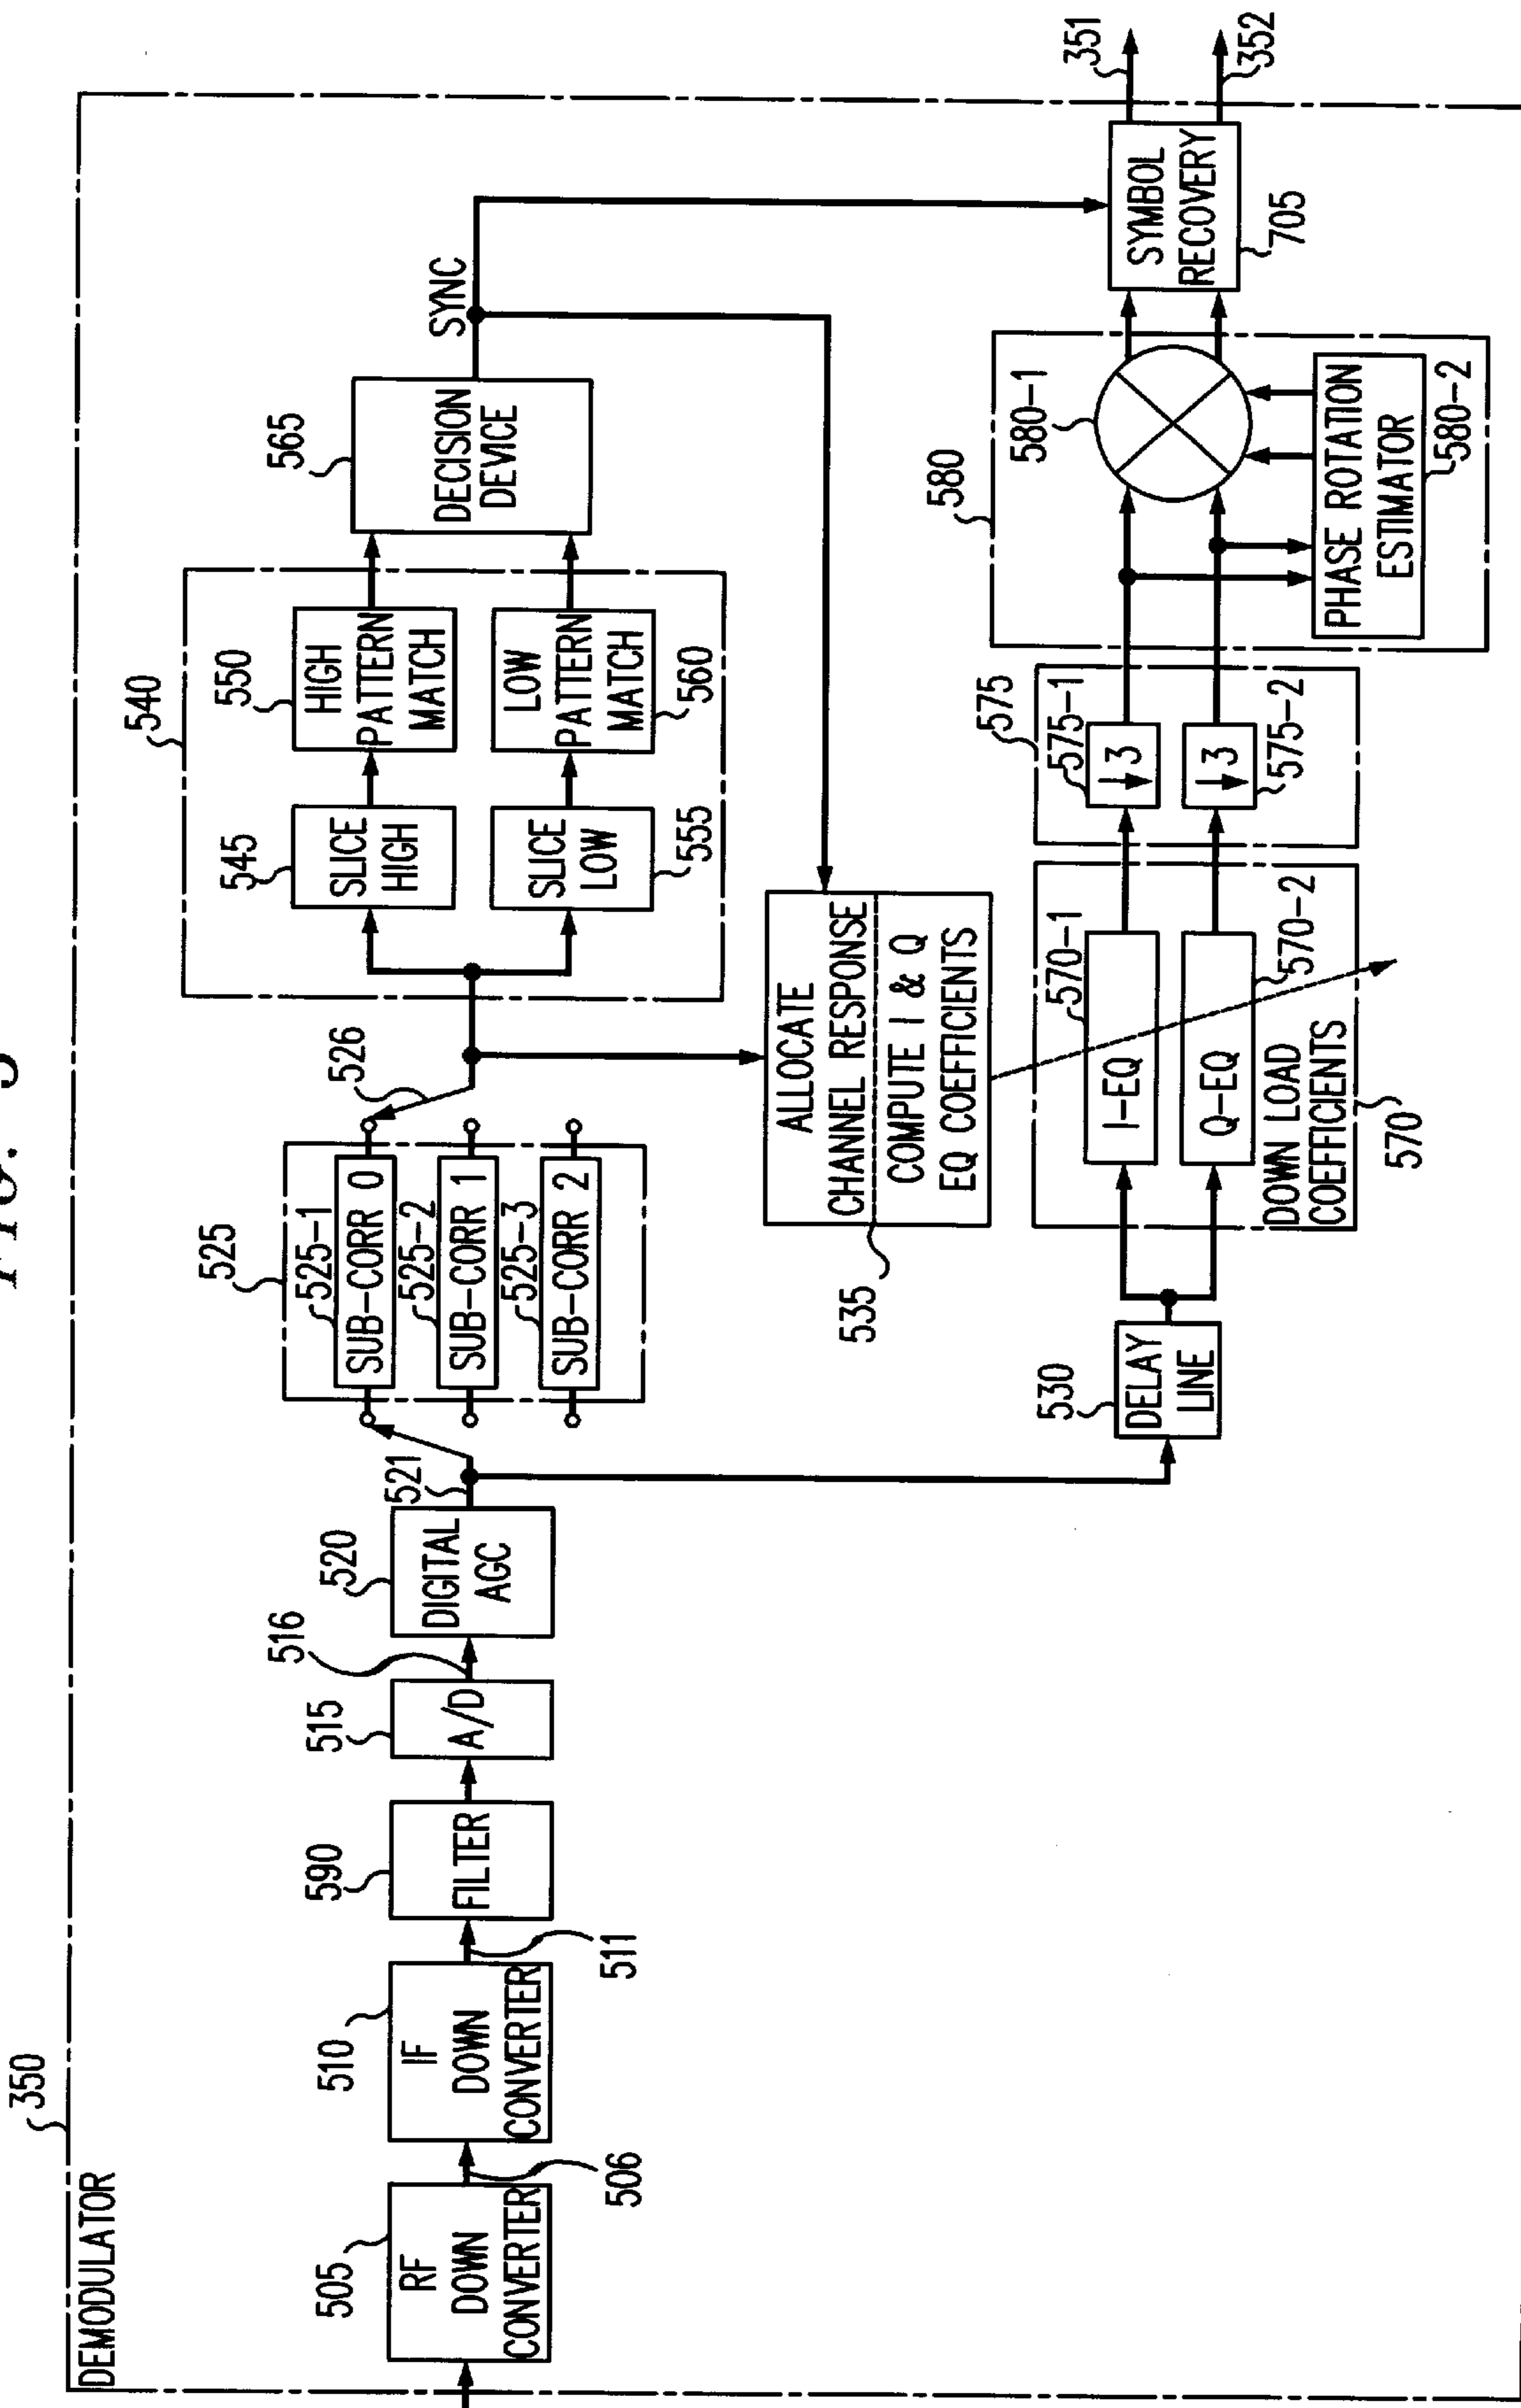 FIG. 5
350
DEMODULATOR
505
RF
DOWN
CONVERTER
506
510
IF
DOWN
CONVERTER
511
590
FILTER
515
A/D
516
520
DIGITAL
AGC
521
525
525-1
SUB-CORR 0
525-2
SUB-CORR 1
525-3
SUB-CORR 2
526
540
545
SLICE
HIGH
550
HIGH
PATTERN
MATCH
555
SLICE
LOW
560
LOW
PATTERN
MATCH
565
DECISION
DEVICE
SYNC
535
ALLOCATE
CHANNEL RESPONSE
COMPUTE I & Q
EQ COEFFICIENTS
530
DELAY
LINE
570-1
I-EQ
Q-EQ
570-2
DOWN LOAD
COEFFICIENTS
570
575
575-1
3
3
575-2
580
580-1
PHASE ROTATION
ESTIMATOR
580-2
SYMBOL
RECOVERY
705
351
352